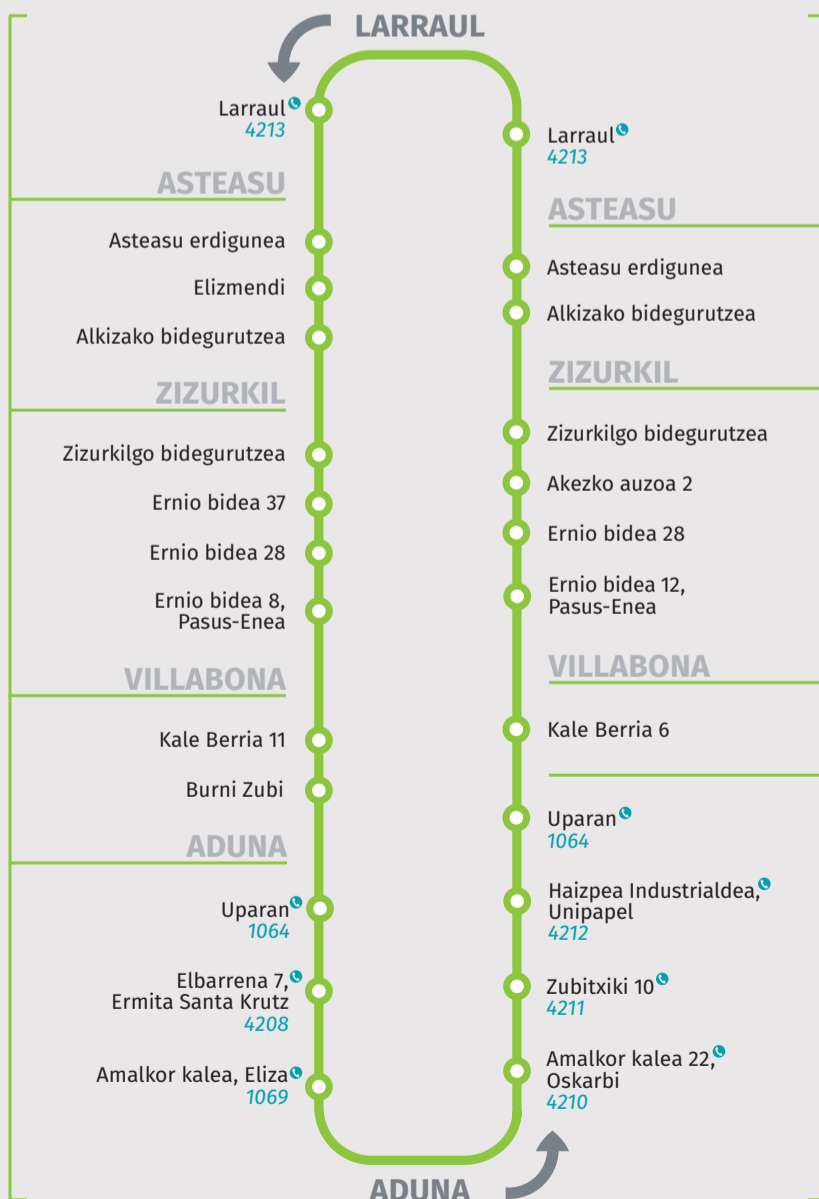 LARRAUL
Larraul
4213
ASTEASU
Asteasu erdigunea
Elizmendi
Alkizako bidegurutzea
ZIZURKIL
Zizurkilgo bidegurutzea
Ernio bidea 37
Ernio bidea 28
Ernio bidea 8,
Pasus-Enea
VILLABONA
Kale Berria 11
Burni Zubi
ADUNA
Uparan
1064
Elbarrena 7,
Ermita Santa Krutz
4208
Amalkor kalea, Eliza
1069
Larraul
4213
ASTEASU
Asteasu erdigunea
Alkizako bidegurutzea
ZIZURKIL
Zizurkilgo bidegurutzea
Akezko auzoa 2
Ernio bidea 28
Ernio bidea 12,
Pasus-Enea
VILLABONA
Kale Berria 6
Uparan
1064
Haizpea Industrialdea,
Unipapel
4212
Zubitxiki 10
4211
Amalkor kalea 22,
Oskarbi
4210
ADUNA